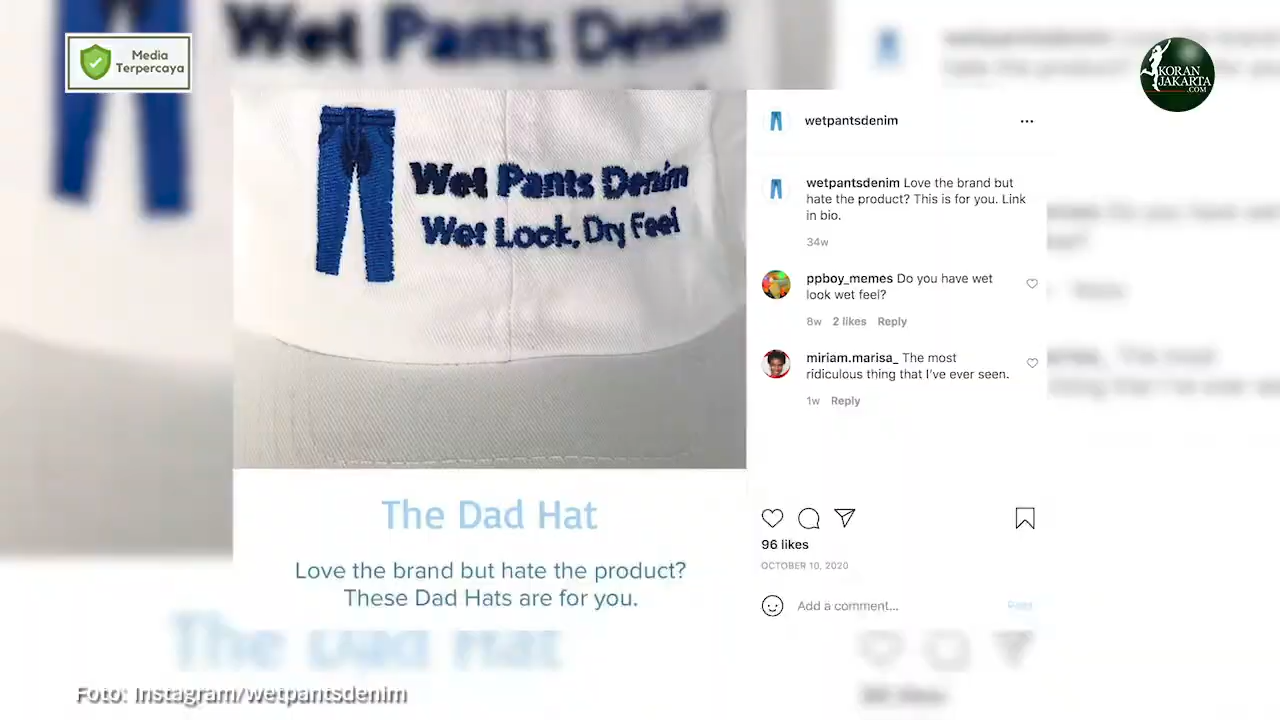 Media
Terpercaya
KORAN
JAKARTA
.COM
Wet Pants Denim
Wet Look, Dry Feel
The Dad Hat
Love the brand but hate the product?
These Dad Hats are for you.
wetpantsdenim
wetpantsdenim Love the brand but
hate the product? This is for you. Link
in bio.
34w
ppboy_memes Do you have wet
look wet feel?
8w 2 likes Reply
miriam.marisa_ The most
ridiculous thing that I've ever seen.
1w Reply
96 likes
OCTOBER 10, 2020
Add a comment...
Post
Foto: Instagram/wetpantsdenim